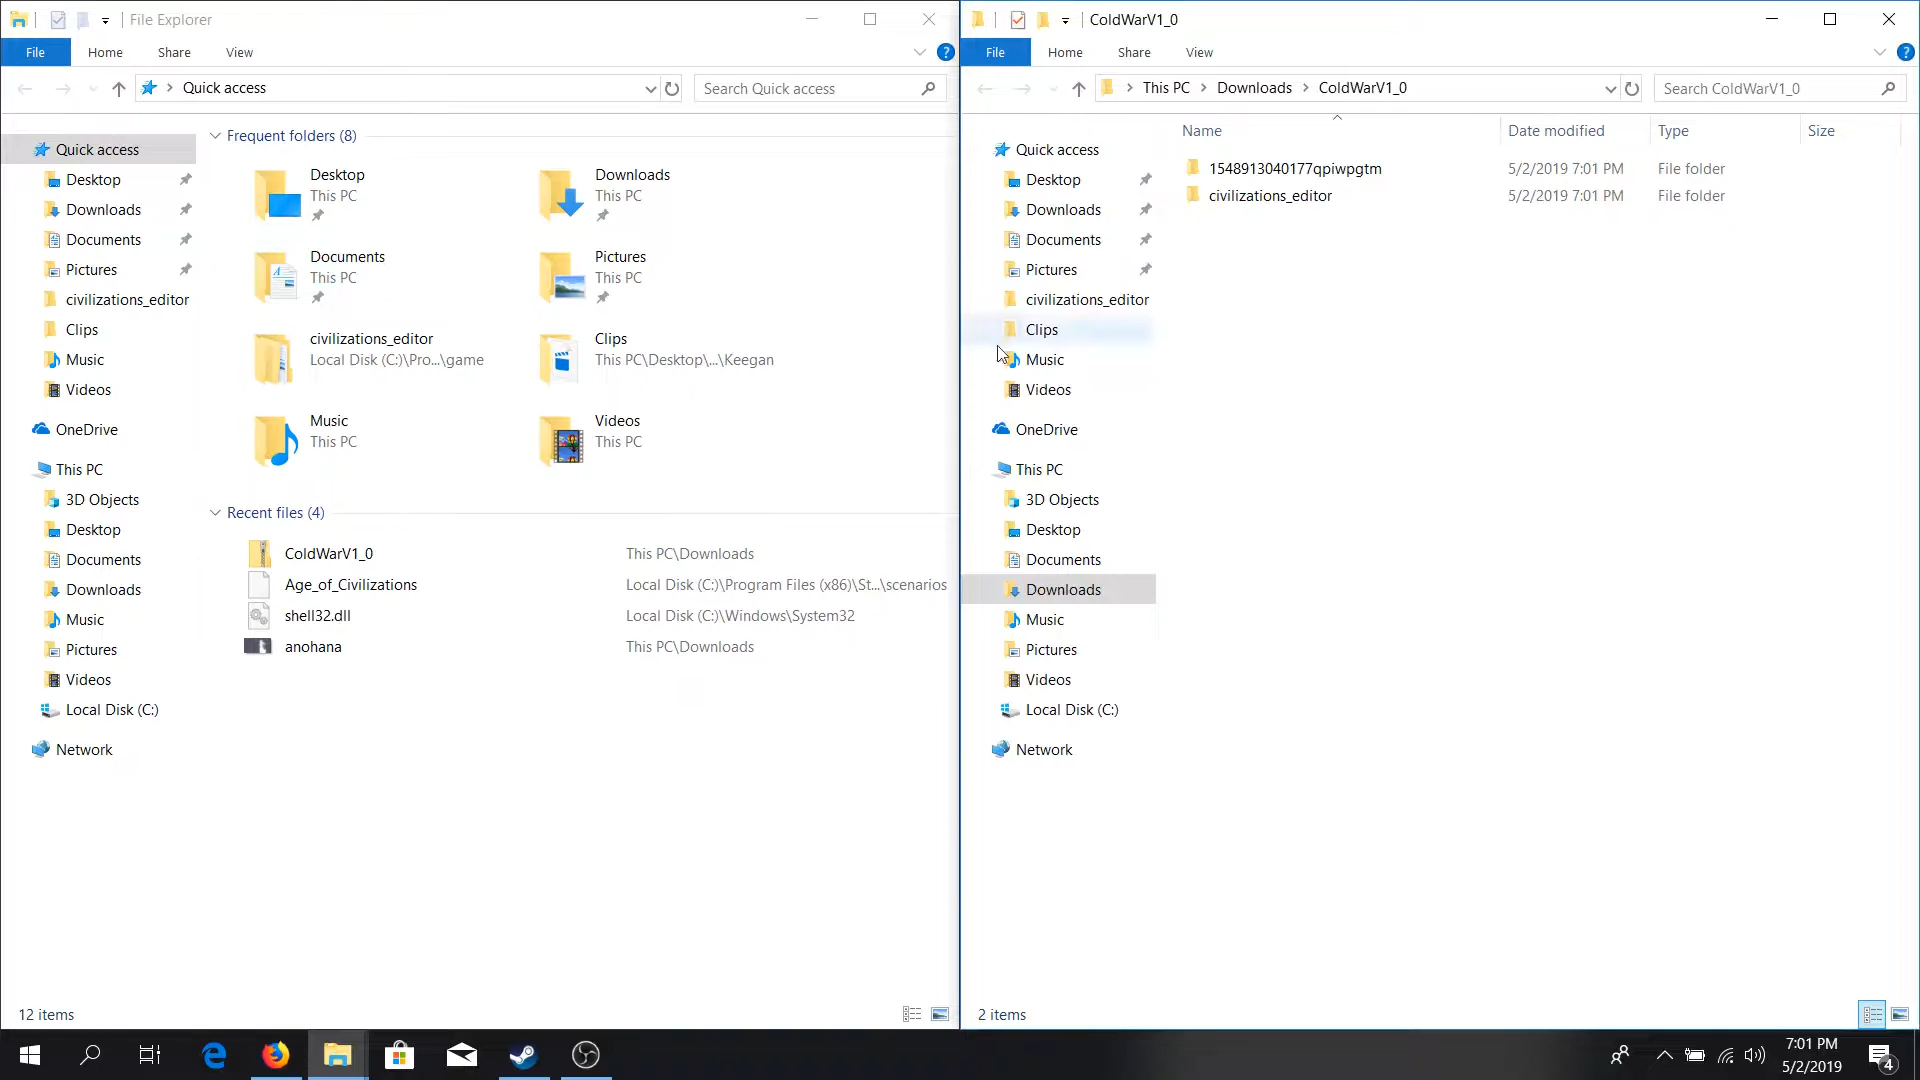 File Explorer
File Home Share View
Quick access
Search Quick access
Quick access
Desktop
Downloads
Documents
Pictures
civilizations_editor
Clips
Music
Videos
OneDrive
This PC
3D Objects
Desktop
Documents
Downloads
Music
Pictures
Videos
Local Disk (C:)
Network
Frequent folders (8)
Desktop
This PC
Downloads
This PC
Documents
This PC
Pictures
This PC
civilizations_editor
Local Disk (C:)\Pro...\game
Clips
This PC\Desktop\...\Keegan
Music
This PC
Videos
This PC
Recent files (4)
ColdWarV1_0 This PC\Downloads
Age_of_Civilizations Local Disk (C:)\Program Files (x86)\St...\scenarios
shell32.dll Local Disk (C:)\Windows\System32
anohana This PC\Downloads
12 items
ColdWarV1_0
File Home Share View
This PC Downloads ColdWarV1_0
Search ColdWarV1_0
Quick access
Desktop
Downloads
Documents
Pictures
civilizations_editor
Clips
Music
Videos
OneDrive
This PC
3D Objects
Desktop
Documents
Downloads
Music
Pictures
Videos
Local Disk (C:)
Network
Name Date modified Type Size
1548913040177qpiwpgtm 5/2/2019 7:01 PM File folder
civilizations_editor 5/2/2019 7:01 PM File folder
2 items
7:01 PM
5/2/2019
4